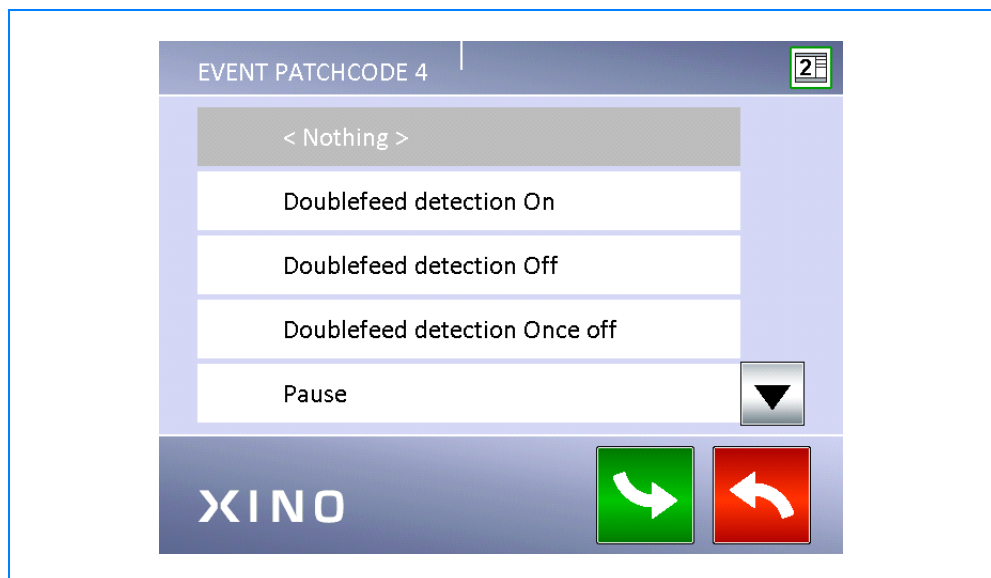 EVENT PATCHCODE 4
2
< Nothing >
Doublefeed detection On
Doublefeed detection Off
Doublefeed detection Once off
Pause
XINO